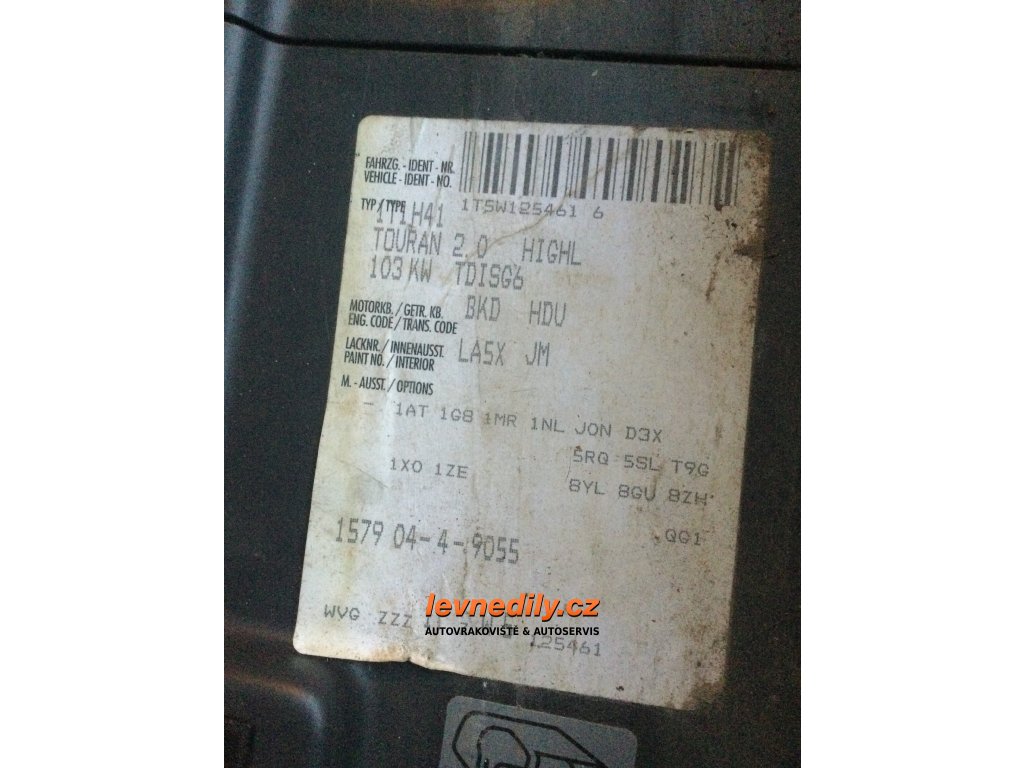 FAHRZG. - IDENT - NR.
VEHICLE - IDENT - NO.
1T5W125461 6
TYP / TYPE
1T1H41
TOURAN 2.0 HIGHL
103 KW TDISG6
MOTORKB. / GETR. KB.
ENG. CODE / TRANS. CODE
BKD HDU
LACKNR. / INNENAUSST.
PAINT NO. / INTERIOR
LA5X JM
M. - AUSST. / OPTIONS
- 1AT 1G8 1MR 1NL J0N D3X
5RQ 5SL T9G
1X0 1ZE
8YL 8GU 8ZH
QG1
1579 04-4-9055
levnedily.cz
AUTOVRAKOVIŠTĚ & AUTOSERVIS
WVG ZZZ 125461